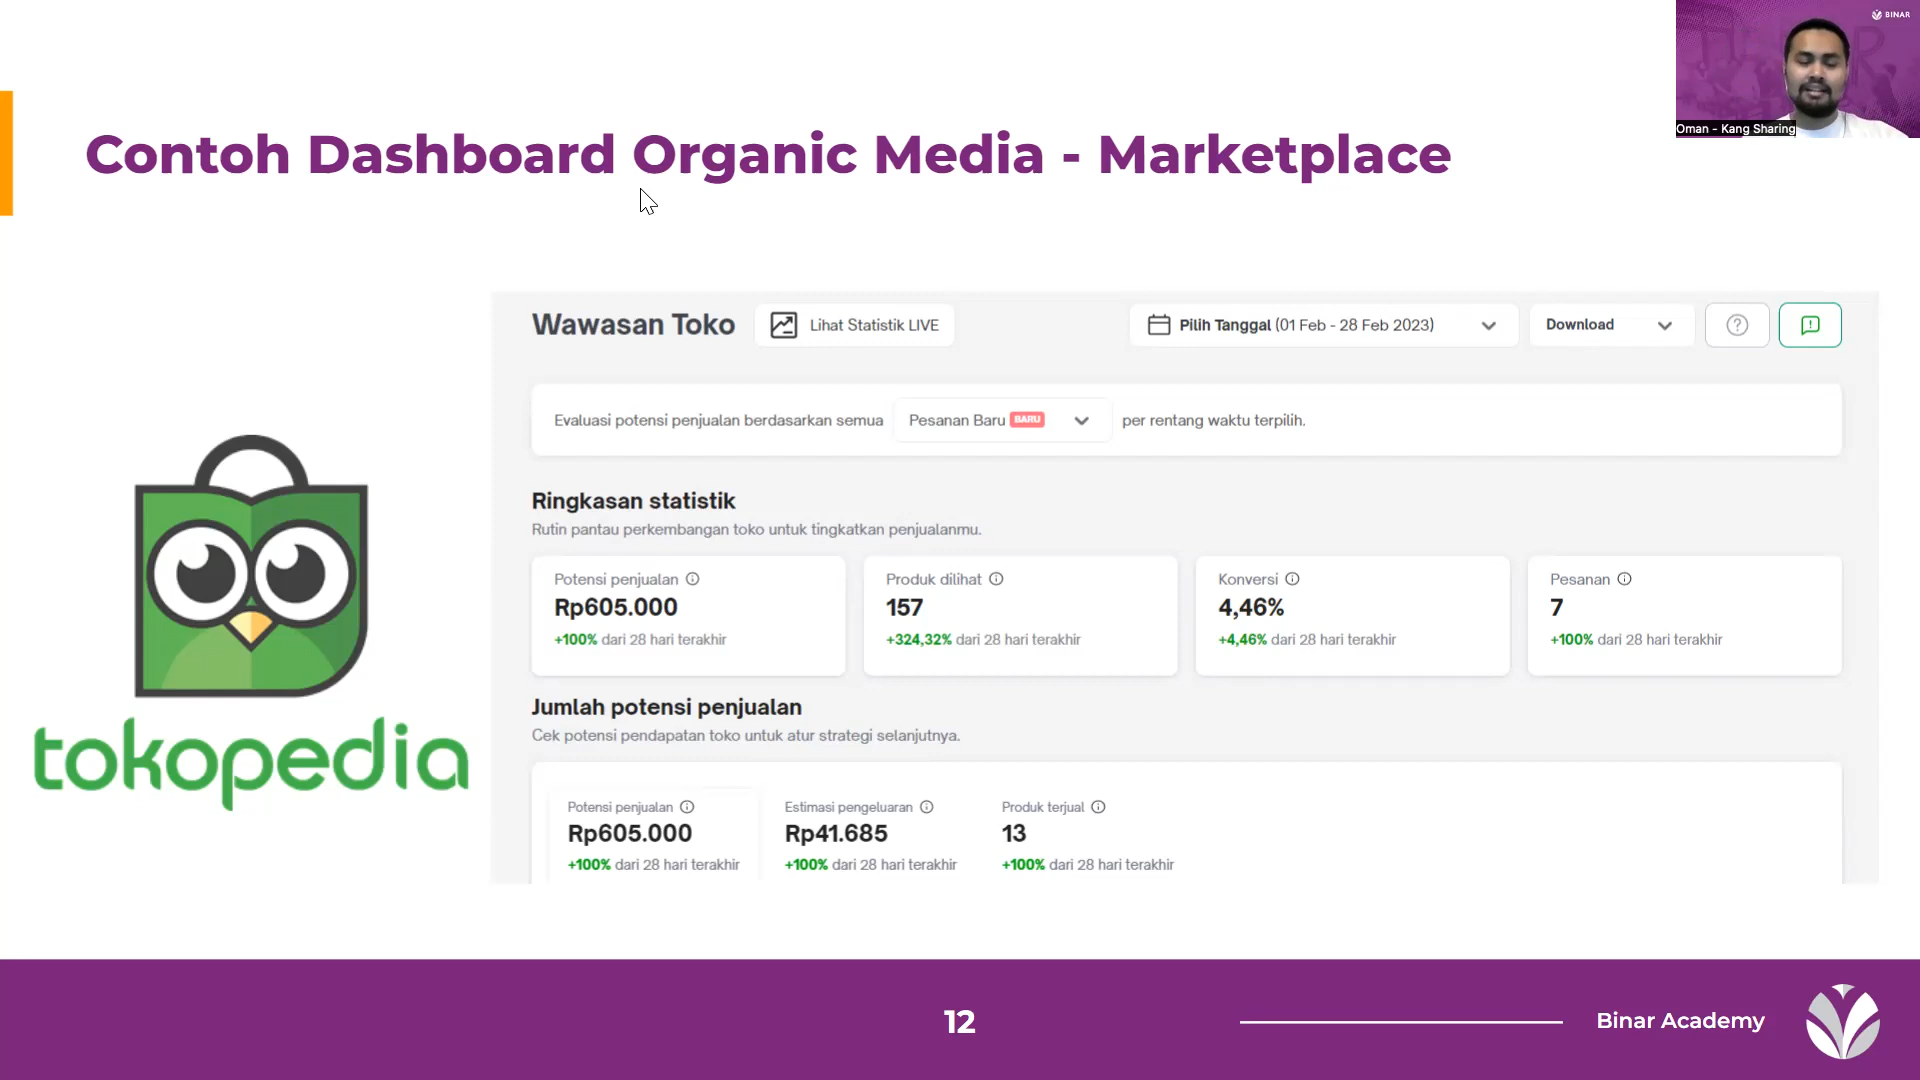 BINAR
Oman - Kang Sharing
Contoh Dashboard Organic Media - Marketplace
tokopedia
Wawasan Toko
Lihat Statistik LIVE
Pilih Tanggal (01 Feb - 28 Feb 2023)
Download
Evaluasi potensi penjualan berdasarkan semua Pesanan Baru BARU per rentang waktu terpilih.
Ringkasan statistik
Rutin pantau perkembangan toko untuk tingkatkan penjualanmu.
Potensi penjualan
Rp605.000
+100% dari 28 hari terakhir
Produk dilihat
157
+324,32% dari 28 hari terakhir
Konversi
4,46%
+4,46% dari 28 hari terakhir
Pesanan
7
+100% dari 28 hari terakhir
Jumlah potensi penjualan
Cek potensi pendapatan toko untuk atur strategi selanjutnya.
Potensi penjualan
Rp605.000
+100% dari 28 hari terakhir
Estimasi pengeluaran
Rp41.685
+100% dari 28 hari terakhir
Produk terjual
13
+100% dari 28 hari terakhir
12
Binar Academy